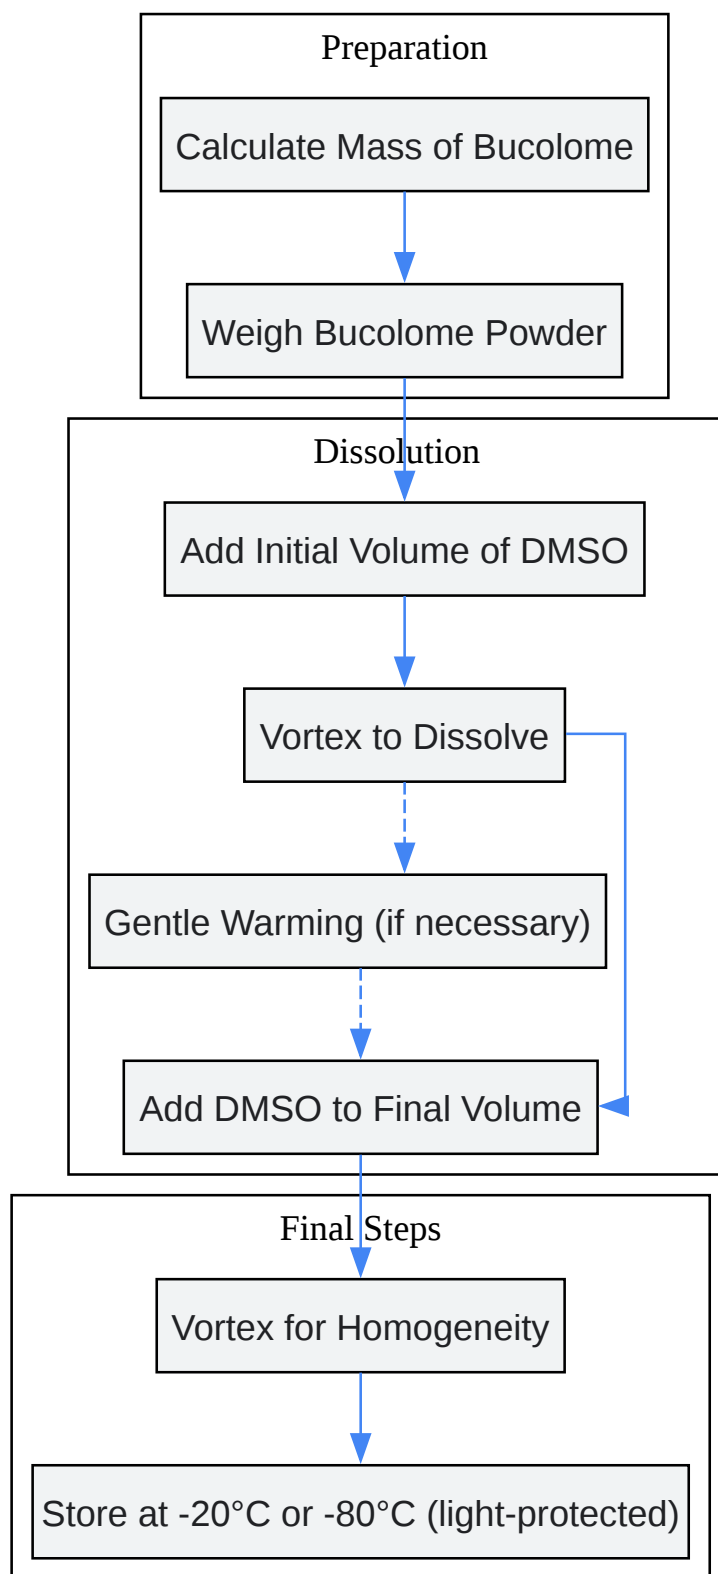 Preparation
Calculate Mass of Bucolome
Weigh Bucolome Powder
Dissolution
Add Initial Volume of DMSO
Vortex to Dissolve
Gentle Warming (if necessary)
Add DMSO to Final Volume
Final Steps
Vortex for Homogeneity
Store at -20°C or -80°C (light-protected)